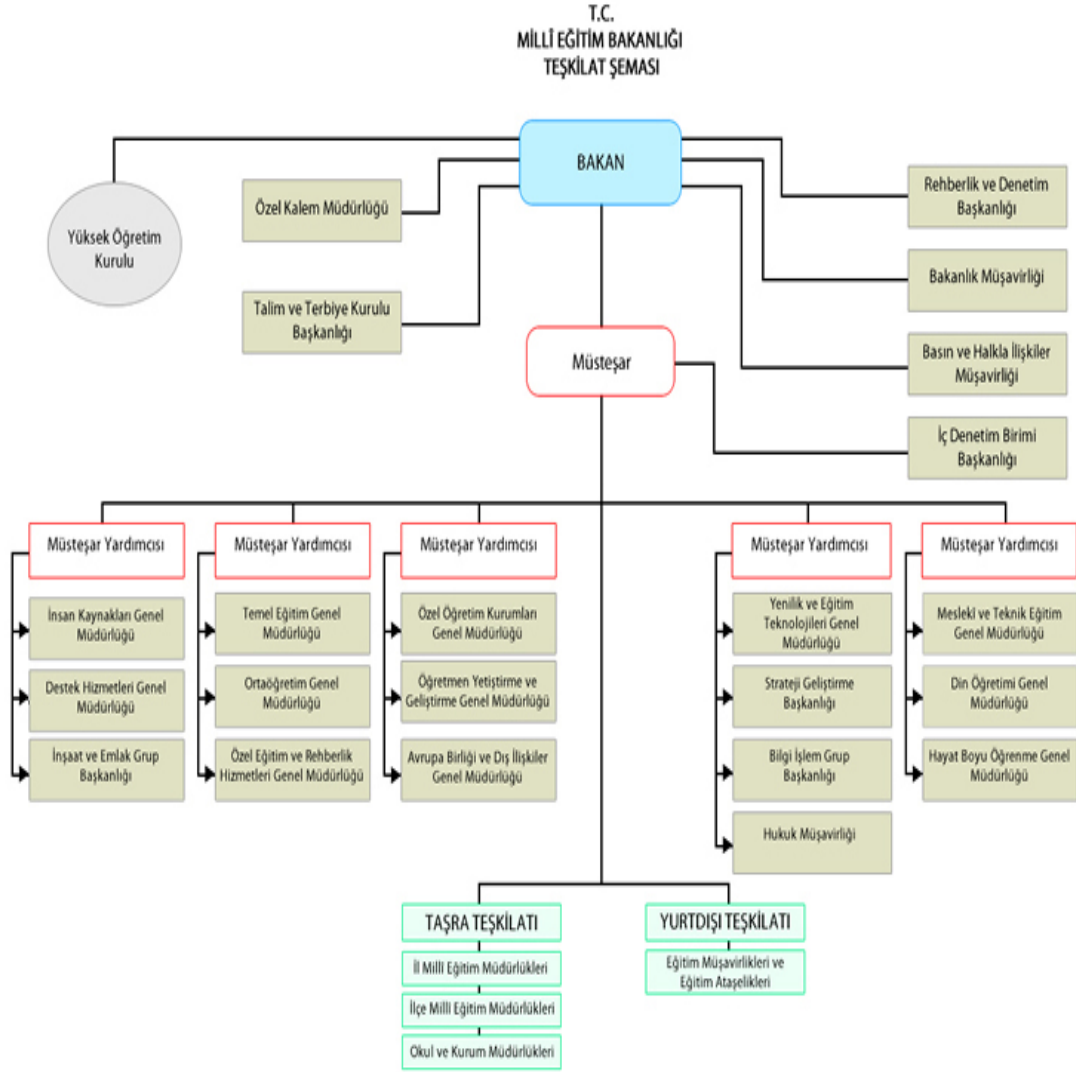 T.C.
MİLLÎ EĞİTİM BAKANLIĞI
TEŞKİLAT ŞEMASI
BAKAN
Yüksek Öğretim
Kurulu
Özel Kalem Müdürlüğü
Talim ve Terbiye Kurulu
Başkanlığı
Rehberlik ve Denetim
Başkanlığı
Bakanlık Müşavirliği
Basın ve Halkla İlişkiler
Müşavirliği
Müsteşar
İç Denetim Birimi
Başkanlığı
Müsteşar Yardımcısı
İnsan Kaynakları Genel
Müdürlüğü
Destek Hizmetleri Genel
Müdürlüğü
İnşaat ve Emlak Grup
Başkanlığı
Müsteşar Yardımcısı
Temel Eğitim Genel
Müdürlüğü
Ortaöğretim Genel
Müdürlüğü
Özel Eğitim ve Rehberlik
Hizmetleri Genel Müdürlüğü
Müsteşar Yardımcısı
Özel Öğretim Kurumları
Genel Müdürlüğü
Öğretmen Yetiştirme ve
Geliştirme Genel Müdürlüğü
Avrupa Birliği ve Dış İlişkiler
Genel Müdürlüğü
Müsteşar Yardımcısı
Yenilik ve Eğitim
Teknolojileri Genel
Müdürlüğü
Strateji Geliştirme
Başkanlığı
Bilgi İşlem Grup
Başkanlığı
Hukuk Müşavirliği
Müsteşar Yardımcısı
Meslekî ve Teknik Eğitim
Genel Müdürlüğü
Din Öğretimi Genel
Müdürlüğü
Hayat Boyu Öğrenme Genel
Müdürlüğü
TAŞRA TEŞKİLATI
İl Millî Eğitim Müdürlükleri
İlçe Millî Eğitim Müdürlükleri
Okul ve Kurum Müdürlükleri
YURTDIŞI TEŞKİLATI
Eğitim Müşavirlikleri ve
Eğitim Ataşelikleri